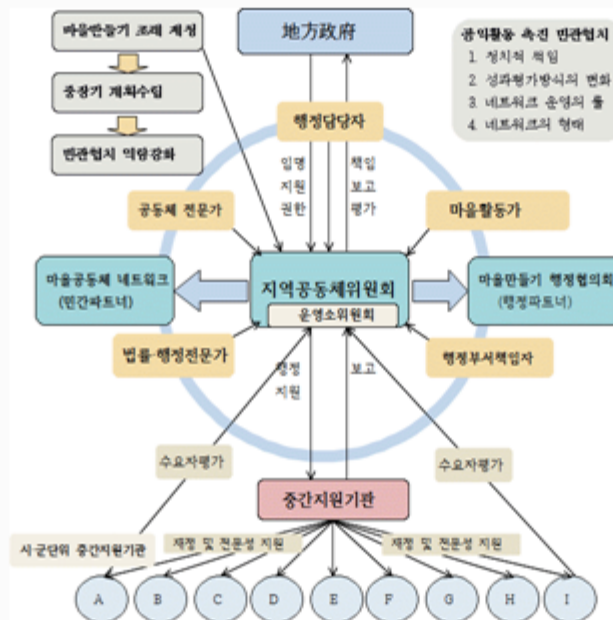 마을만들기 조례 제정
地方政府
공익활동 촉진 민관협치
1. 정치적 책임
2. 성과평가방식의 변화
3. 네트워크 운영의 툴
4. 네트워크의 형태
중장기 계획수립
민관협치 역량강화
행정담당자
임명
지원
권한
책임
보고
평가
공동체 전문가
마을활동가
마을공동체 네트워크
(민간파트너)
지역공동체위원회
운영소위원회
마을만들기 행정협의회
(행정파트너)
법률·행정전문가
행정부서책임자
행정
지원
보고
수요자평가
수요자평가
중간지원기관
시·군단위 중간지원기관
재정 및 전문성 지원
재정 및 전문성 지원
A B C D E F G H I